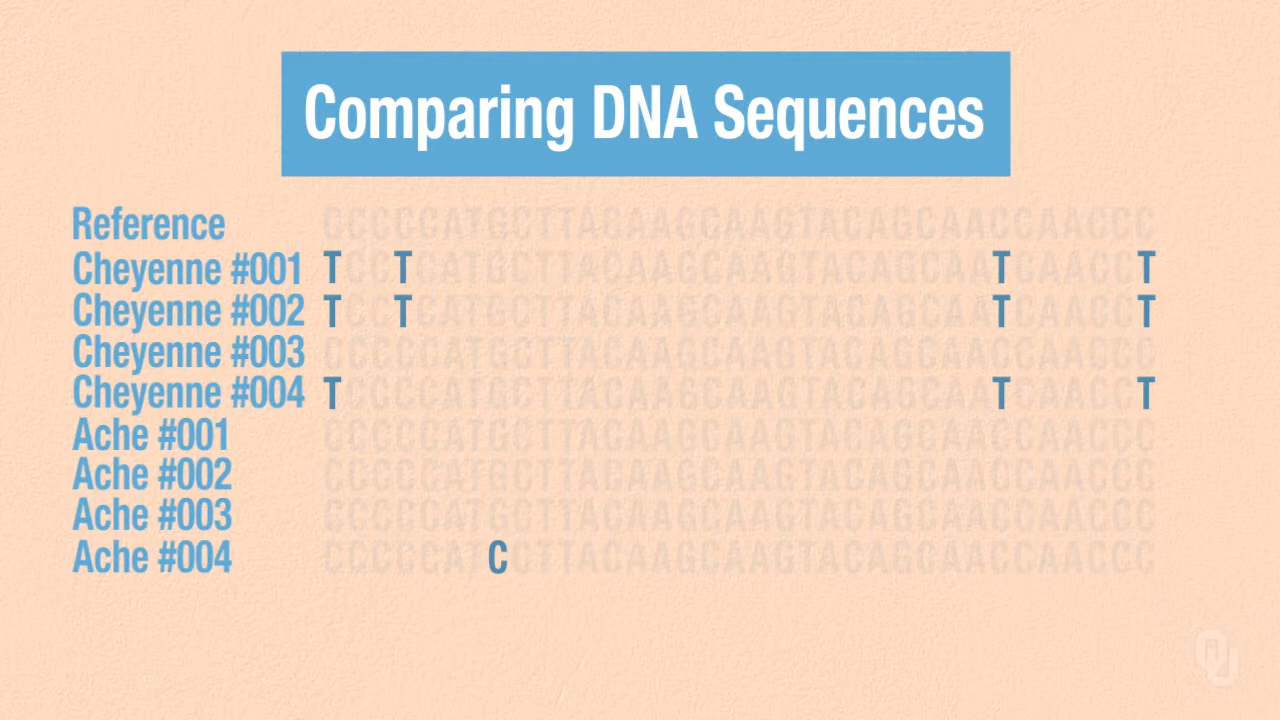 Comparing DNA Sequences
Reference CCCCCATGCTTACAAGCAAGTACAGCAACCAACCC
Cheyenne #001 TCCTCATGCTTACAAGCAAGTACAGCAATCAACCT
Cheyenne #002 TCCTCATGCTTACAAGCAAGTACAGCAATCAACCT
Cheyenne #003 CCCCCATGCTTACAAGCAAGTACAGCAACCAACCC
Cheyenne #004 TCCCCATGCTTACAAGCAAGTACAGCAATCAACCT
Ache #001 CCCCCATGCTTACAAGCAAGTACAGCAACCAACCC
Ache #002 CCCCCATGCTTACAAGCAAGTACAGCAACCAACCC
Ache #003 CCCCCATGCTTACAAGCAAGTACAGCAACCAACCC
Ache #004 CCCCCATCCTTACAAGCAAGTACAGCAACCAACCC
OU